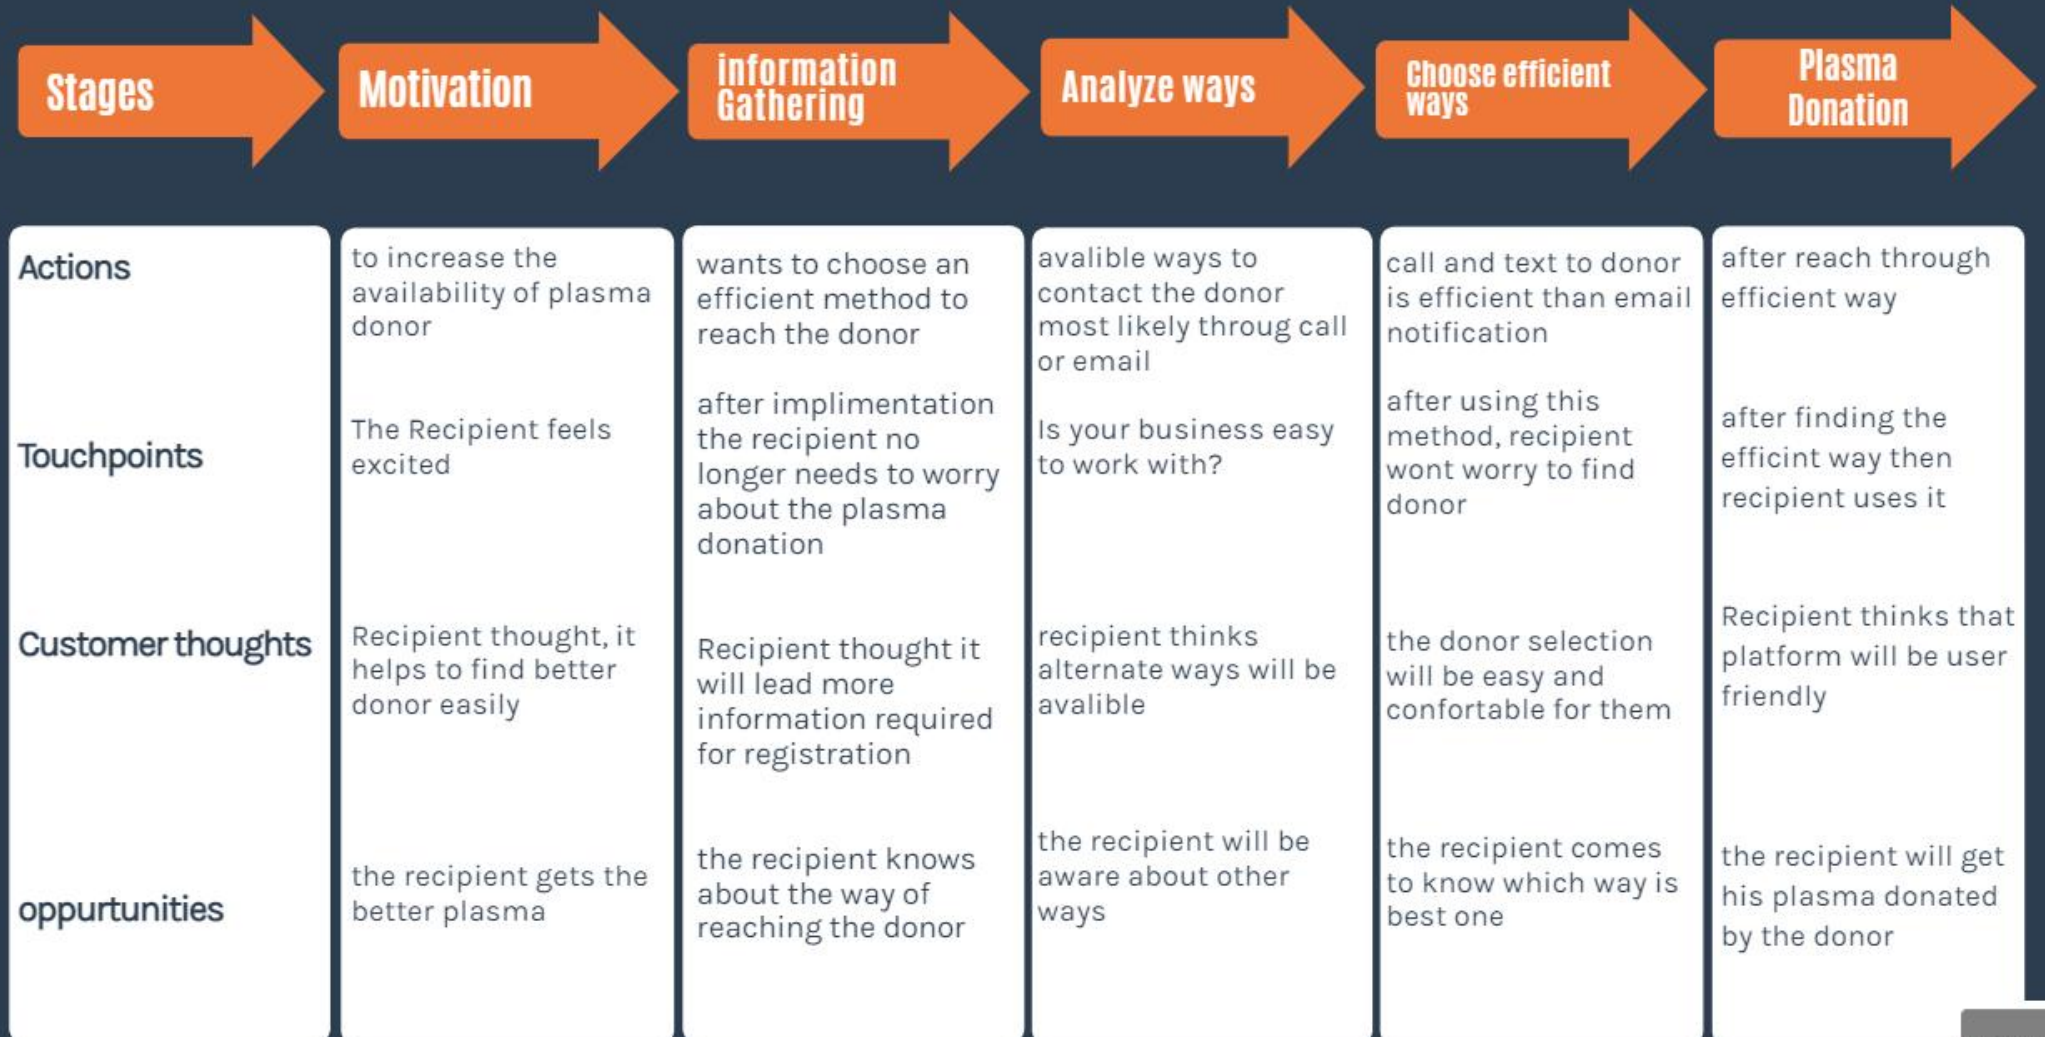 Stages
Motivation
information
Gathering
Analyze ways
Choose efficient
ways
Plasma
Donation
Actions
to increase the
availability of plasma
donor
wants to choose an
efficient method to
reach the donor
avalible ways to
contact the donor
most likely throug call
or email
call and text to donor
is efficient than email
notification
after reach through
efficient way
Touchpoints
The Recipient feels
excited
after implimentation
the recipient no
longer needs to worry
about the plasma
donation
Is your business easy
to work with?
after using this
method, recipient
wont worry to find
donor
after finding the
efficint way then
recipient uses it
Customer thoughts
Recipient thought, it
helps to find better
donor easily
Recipient thought it
will lead more
information required
for registration
recipient thinks
alternate ways will be
avalible
the donor selection
will be easy and
confortable for them
Recipient thinks that
platform will be user
friendly
oppurtunities
the recipient gets the
better plasma
the recipient knows
about the way of
reaching the donor
the recipient will be
aware about other
ways
the recipient comes
to know which way is
best one
the recipient will get
his plasma donated
by the donor